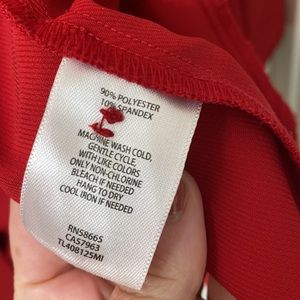 90% POLYESTER
10% SPANDEX
MACHINE WASH COLD,
GENTLE CYCLE,
WITH LIKE COLORS
ONLY NON-CHLORINE
BLEACH IF NEEDED
HANG TO DRY
COOL IRON IF NEEDED
RN58665
CA57963
TL408125MI